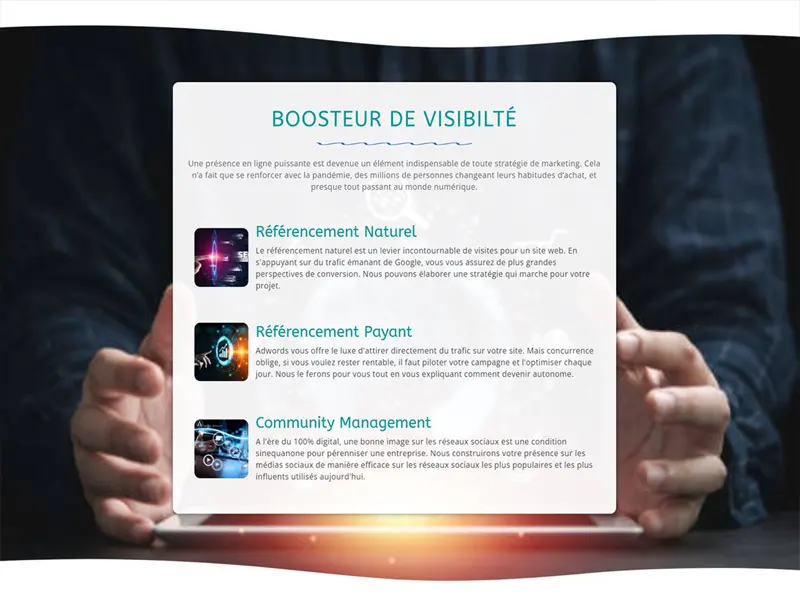 BOOSTEUR DE VISIBILTÉ
Une présence en ligne puissante est devenue un élément indispensable de toute stratégie de marketing. Cela
n'a fait que se renforcer avec la pandémie, des millions de personnes changeant leurs habitudes d'achat, et
presque tout passant au monde numérique.
Référencement Naturel
Le référencement naturel est un levier incontournable de visites pour un site web. En
s'appuyant sur du trafic émanant de Google, vous vous assurez de plus grandes
perspectives de conversion. Nous pouvons élaborer une stratégie qui marche pour votre
projet.
SE
Référencement Payant
Adwords vous offre le luxe d'attirer directement du trafic sur votre site. Mais concurrence
oblige, si vous voulez rester rentable, il faut piloter votre campagne et l'optimiser chaque
jour. Nous le ferons pour vous tout en vous expliquant comment devenir autonome.
Community Management
A l'ère du 100% digital, une bonne image sur les réseaux sociaux est une condition
sinequanone pour pérenniser une entreprise. Nous construirons votre présence sur les
médias sociaux de manière efficace sur les réseaux sociaux les plus populaires et les plus
influents utilisés aujourd'hui.